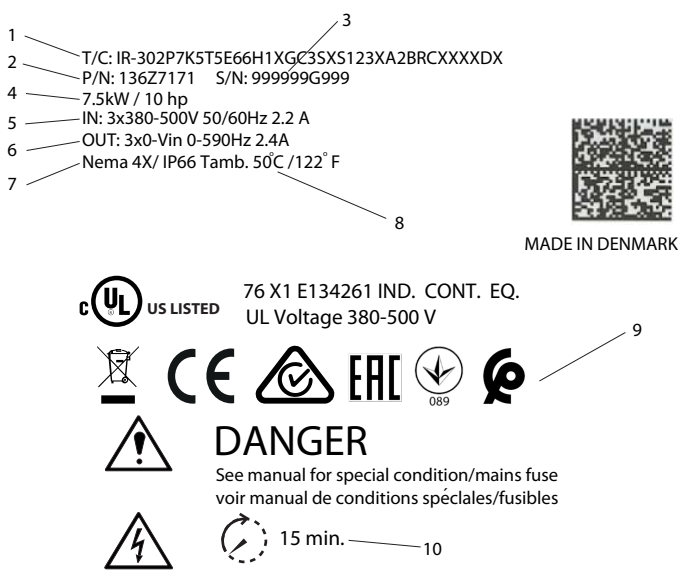 3
1
T/C: IR-302P7K5T5E66H1XGC3SXS123XA2BRCXXXXDX
2
P/N: 136Z7171 S/N: 999999G999
4
7.5kW / 10 hp
5
IN: 3x380-500V 50/60Hz 2.2 A
6
OUT: 3x0-Vin 0-590Hz 2.4A
7
Nema 4X/ IP66 Tamb. 50°C /122° F
8
MADE IN DENMARK
c UL ® US LISTED
76 X1 E134261 IND. CONT. EQ.
UL Voltage 380-500 V
9
CE EAC
089
DANGER
See manual for special condition/mains fuse
voir manual de conditions spéclales/fusibles
15 min.
10